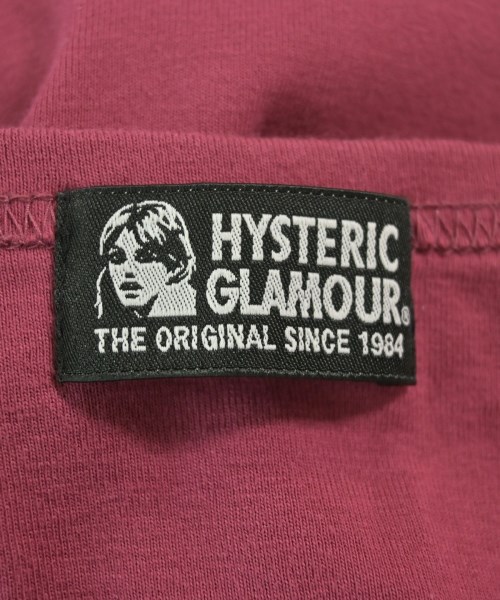 HYSTERIC
GLAMOUR®
THE ORIGINAL SINCE 1984